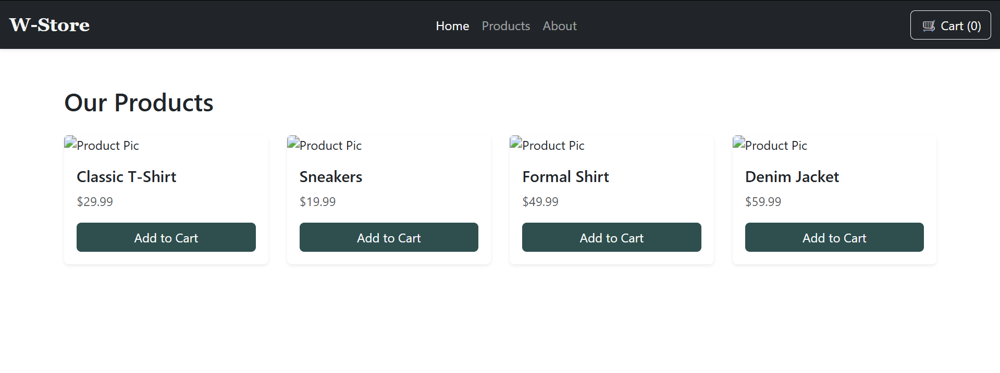 W-Store
Home Products About
Cart (0)
Our Products
Product Pic
Classic T-Shirt
$29.99
Add to Cart
Product Pic
Sneakers
$19.99
Add to Cart
Product Pic
Formal Shirt
$49.99
Add to Cart
Product Pic
Denim Jacket
$59.99
Add to Cart